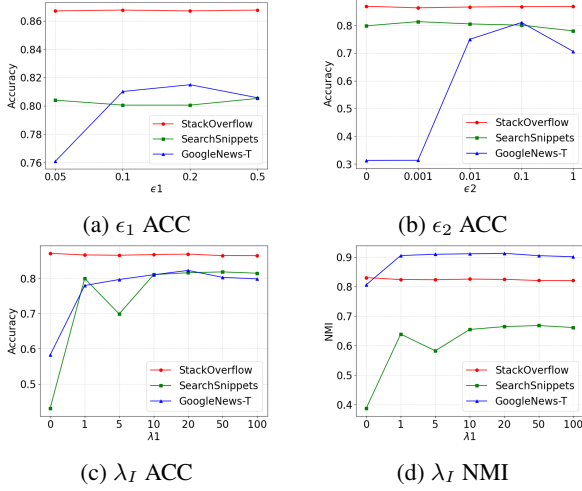 0.86
0.84
0.82
0.80
0.78
0.76
Accuracy
StackOverflow
SearchSnippets
GoogleNews-T
0.05 0.1 0.2 0.5
ϵ1
(a) ϵ1 ACC
0.8
0.7
0.6
0.5
0.4
0.3
Accuracy
StackOverflow
SearchSnippets
GoogleNews-T
0 0.001 0.01 0.1 1
ϵ2
(b) ϵ2 ACC
0.8
0.7
0.6
0.5
Accuracy
StackOverflow
SearchSnippets
GoogleNews-T
0 1 5 10 20 50 100
λ1
(c) λI ACC
0.9
0.8
0.7
0.6
0.5
0.4
NMI
StackOverflow
SearchSnippets
GoogleNews-T
0 1 5 10 20 50 100
λ1
(d) λI NMI